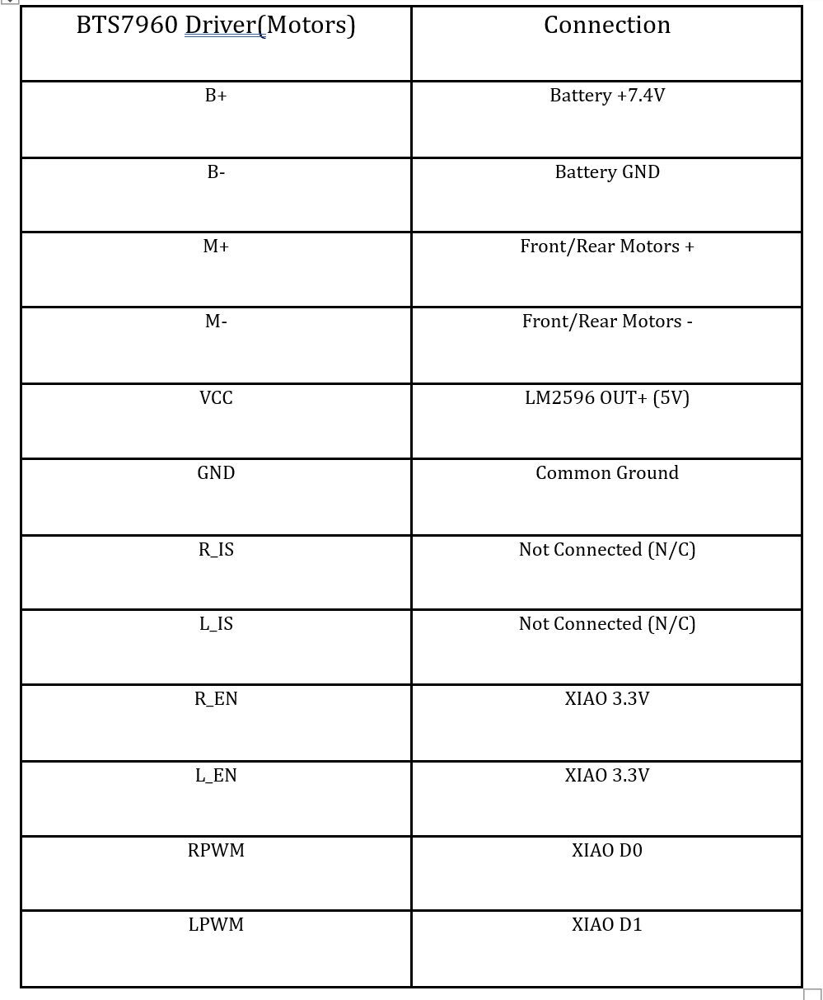 BTS7960 Driver(Motors)
Connection
B+
Battery +7.4V
B-
Battery GND
M+
Front/Rear Motors +
M-
Front/Rear Motors -
VCC
LM2596 OUT+ (5V)
GND
Common Ground
R_IS
Not Connected (N/C)
L_IS
Not Connected (N/C)
R_EN
XIAO 3.3V
L_EN
XIAO 3.3V
RPWM
XIAO D0
LPWM
XIAO D1